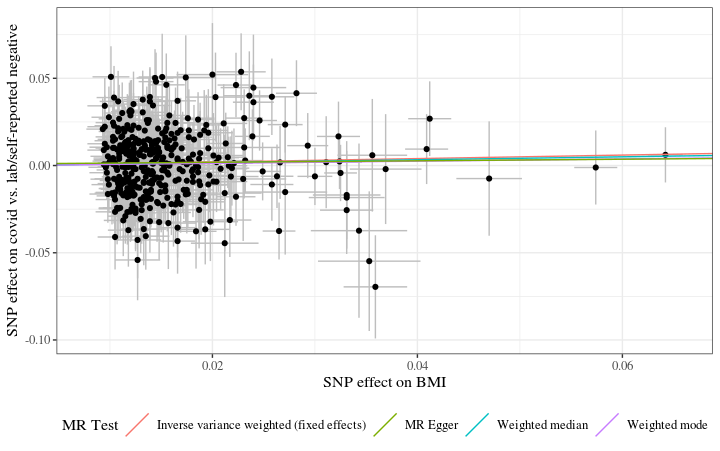 SNP effect on covid vs. lab/self-reported negative
0.05
0.00
-0.05
-0.10
0.02
0.04
0.06
SNP effect on BMI
MR Test
Inverse variance weighted (fixed effects)
MR Egger
Weighted median
Weighted mode